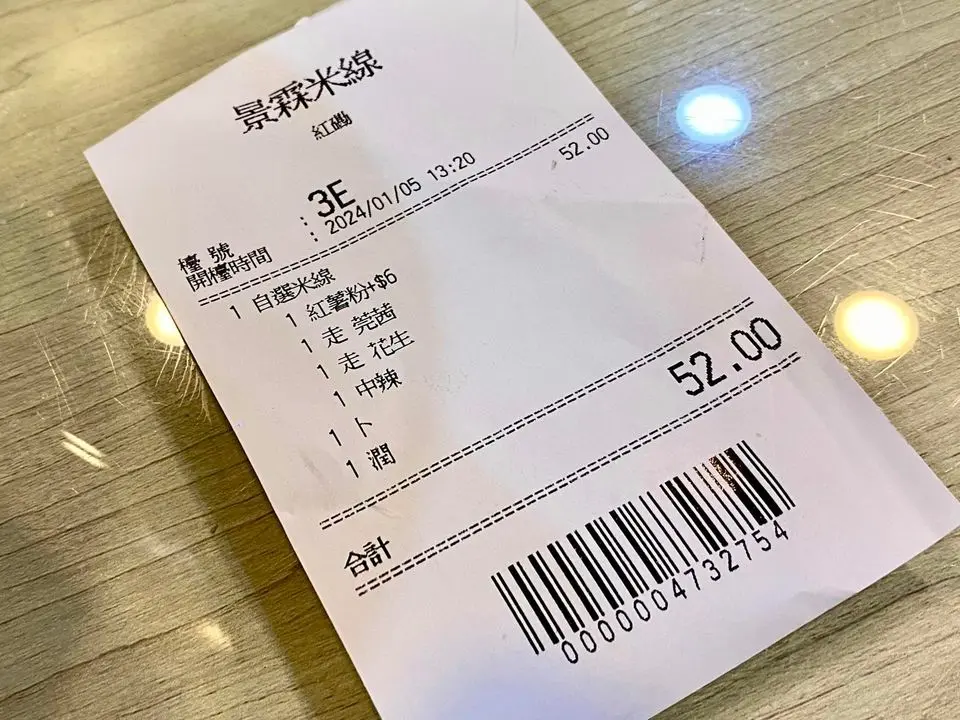 景霖米線
紅磡
檯號 : 3E
開檯時間 : 2024/01/05 13:20
1 自撰米線 52.00
1 紅薯粉+$6
1 走 莞茜
1 走 花生
1 中辣
1 卜
1 潤
合計 52.00
0000004732754